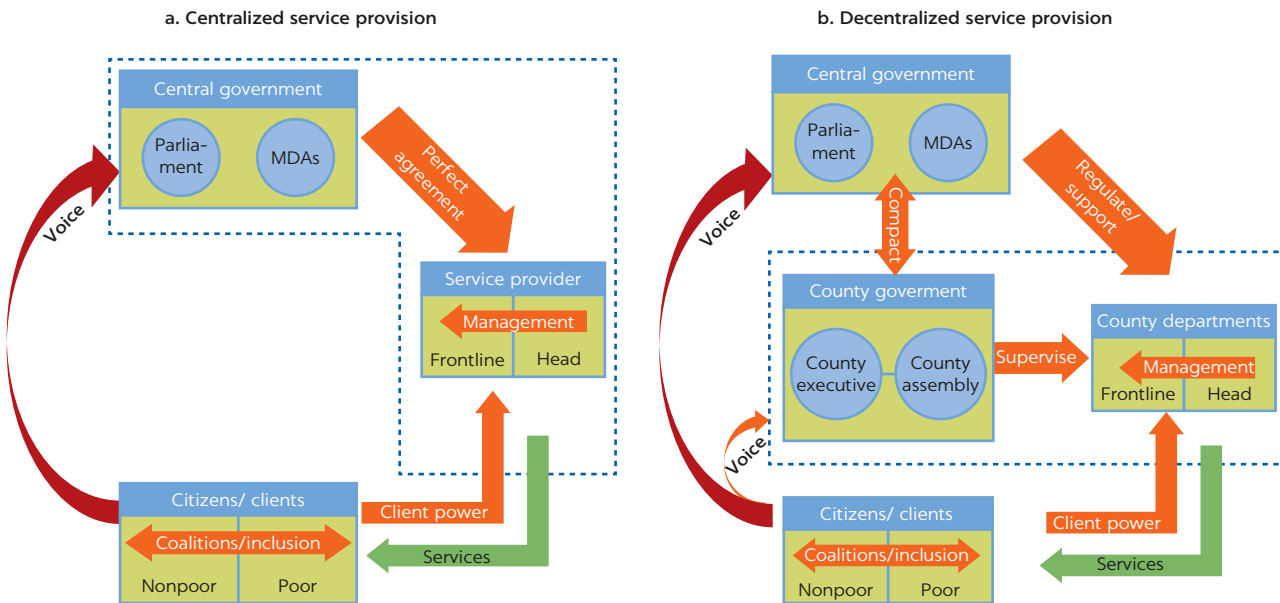 a. Centralized service provision
Central government
Parlia-
ment
MDAs
Perfect
agreement
Voice
Service provider
Management
Frontline
Head
Citizens/ clients
Client power
Coalitions/inclusion
Services
Nonpoor
Poor
b. Decentralized service provision
Central government
Parlia-
ment
MDAs
Regulate/
support
Voice
Compact
County goverment
County departments
County
executive
County
assembly
Supervise
Management
Frontline
Head
Voice
Citizens/ clients
Client power
Coalitions/inclusion
Services
Nonpoor
Poor